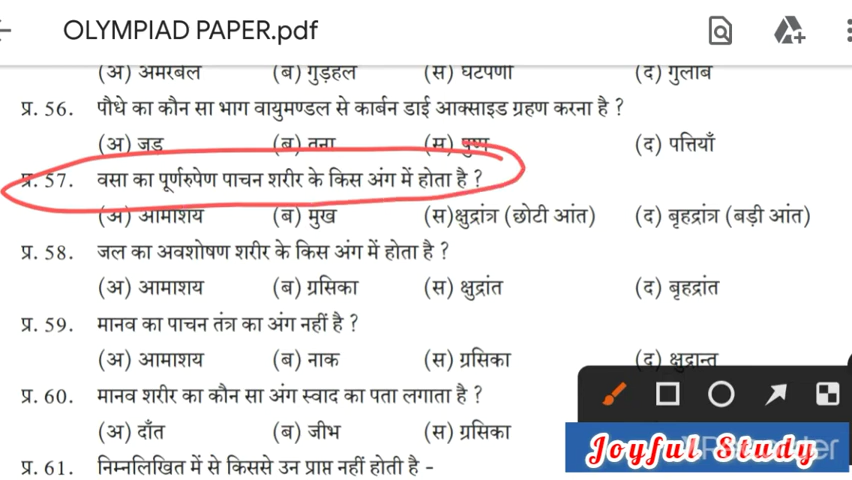 OLYMPIAD PAPER.pdf
(अ) अमरबेल (ब) गुड़हल (स) घटपर्णी (द) गुलाब
प्र. 56. पौधे का कौन सा भाग वायुमण्डल से कार्बन डाई आक्साइड ग्रहण करना है ?
(अ) जड़ (ब) तना (स) पुष्प (द) पत्तियाँ
प्र. 57. वसा का पूर्णरुपेण पाचन शरीर के किस अंग में होता है ?
(अ) आमाशय (ब) मुख (स)क्षुद्रांत्र (छोटी आंत) (द) बृहद्रांत्र (बड़ी आंत)
प्र. 58. जल का अवशोषण शरीर के किस अंग में होता है ?
(अ) आमाशय (ब) ग्रसिका (स) क्षुद्रांत (द) बृहद्रांत
प्र. 59. मानव का पाचन तंत्र का अंग नहीं है ?
(अ) आमाशय (ब) नाक (स) ग्रसिका (द) क्षुद्रान्त
प्र. 60. मानव शरीर का कौन सा अंग स्वाद का पता लगाता है ?
(अ) दाँत (ब) जीभ (स) ग्रसिका
Joyful Study
प्र. 61. निम्नलिखित में से किससे उन प्राप्त नहीं होती है -